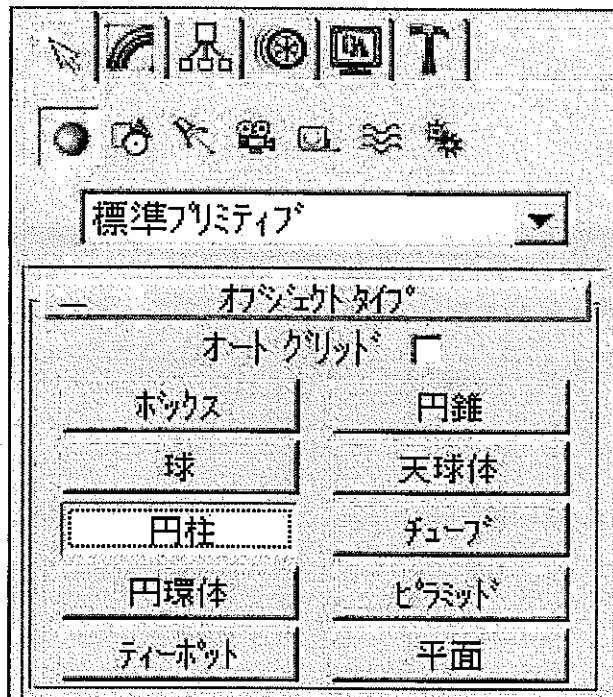 標準ﾌﾟﾘﾐﾃｨﾌﾞ
ｵﾌﾞｼﾞｪｸﾄ ﾀｲﾌﾟ
ｵｰﾄ ｸﾞﾘｯﾄﾞ
ﾎﾞｯｸｽ 円錐
球 天球体
円柱 ﾁｭｰﾌﾞ
円環体 ﾋﾟﾗﾐｯﾄﾞ
ﾃｨｰﾎﾟｯﾄ 平面